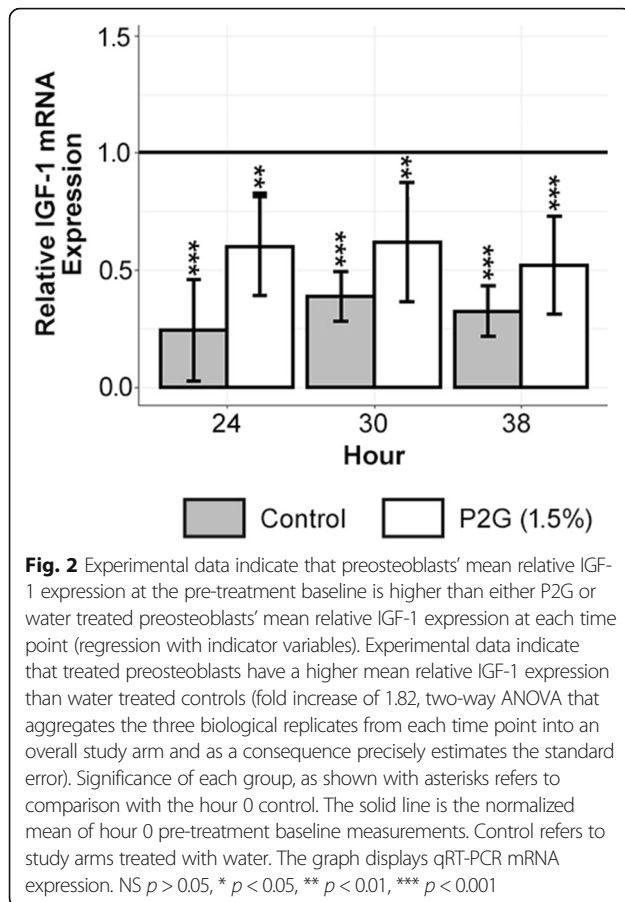 1.5
1.0
0.5
0.0
Relative IGF-1 mRNA
Expression
***
**
***
**
***
***
24
30
38
Hour
Control
P2G (1.5%)
Fig. 2 Experimental data indicate that preosteoblasts' mean relative IGF-
1 expression at the pre-treatment baseline is higher than either P2G or
water treated preosteoblasts' mean relative IGF-1 expression at each time
point (regression with indicator variables). Experimental data indicate
that treated preosteoblasts have a higher mean relative IGF-1 expression
than water treated controls (fold increase of 1.82, two-way ANOVA that
aggregates the three biological replicates from each time point into an
overall study arm and as a consequence precisely estimates the standard
error). Significance of each group, as shown with asterisks refers to
comparison with the hour 0 control. The solid line is the normalized
mean of hour 0 pre-treatment baseline measurements. Control refers to
study arms treated with water. The graph displays qRT-PCR mRNA
expression. NS p > 0.05, * p < 0.05, ** p < 0.01, *** p < 0.001